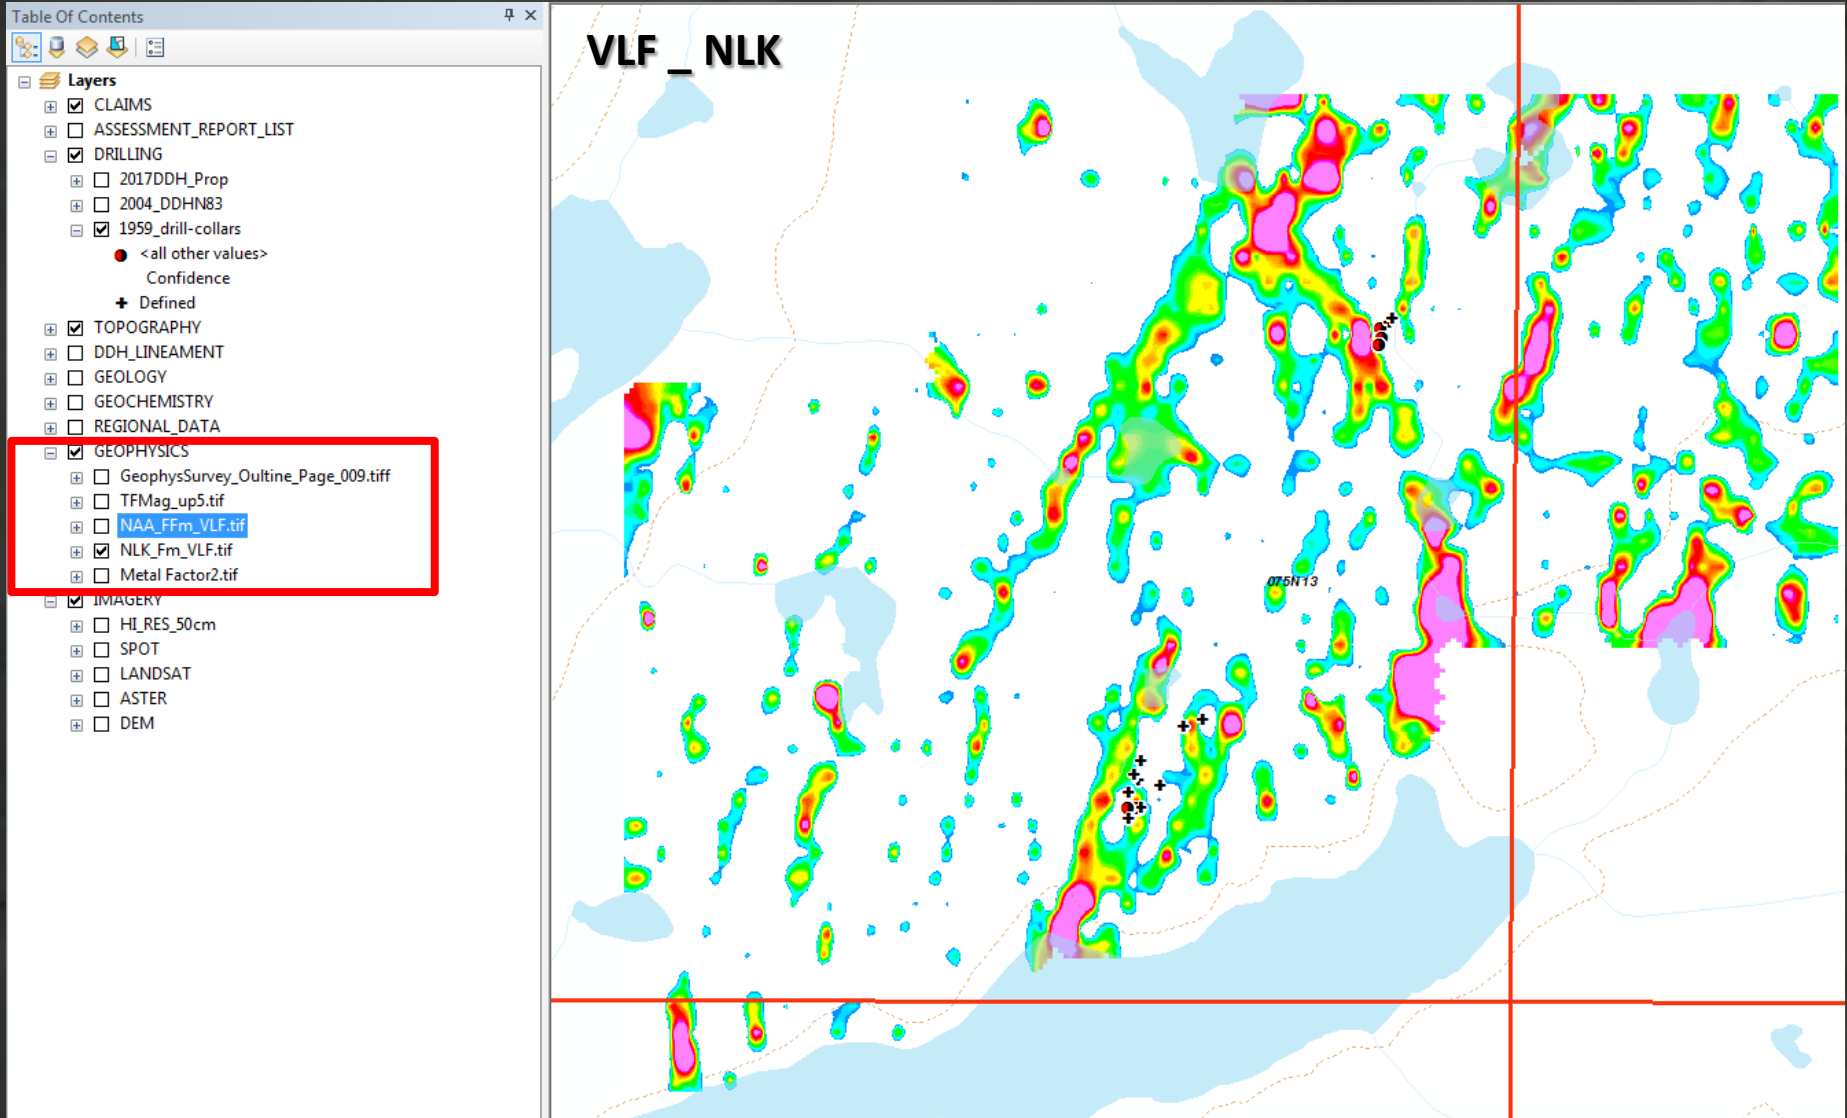 Table Of Contents
Layers
CLAIMS
ASSESSMENT_REPORT_LIST
DRILLING
2017DDH_Prop
2004_DDHN83
1959_drill-collars
<all other values>
Confidence
Defined
TOPOGRAPHY
DDH_LINEAMENT
GEOLOGY
GEOCHEMISTRY
REGIONAL_DATA
GEOPHYSICS
GeophysSurvey_Oultine_Page_009.tiff
TFMag_up5.tif
NAA_FFm_VLF.tif
NLK_Fm_VLF.tif
Metal Factor2.tif
IMAGERY
HI_RES_50cm
SPOT
LANDSAT
ASTER
DEM
VLF _ NLK
075N13